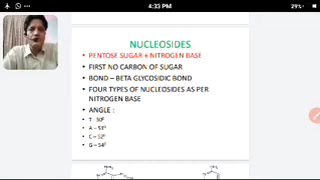 4:33 PM
29%
NUCLEOSIDES
• PENTOSE SUGAR + NITROGEN BASE
• FIRST NO CARBON OF SUGAR
• BOND – BETA GLYCOSIDIC BOND
• FOUR TYPES OF NUCLEOSIDES AS PER
NITROGEN BASE
• ANGLE :
• T - 50⁰
• A – 51⁰
• C – 52⁰
• G – 54⁰